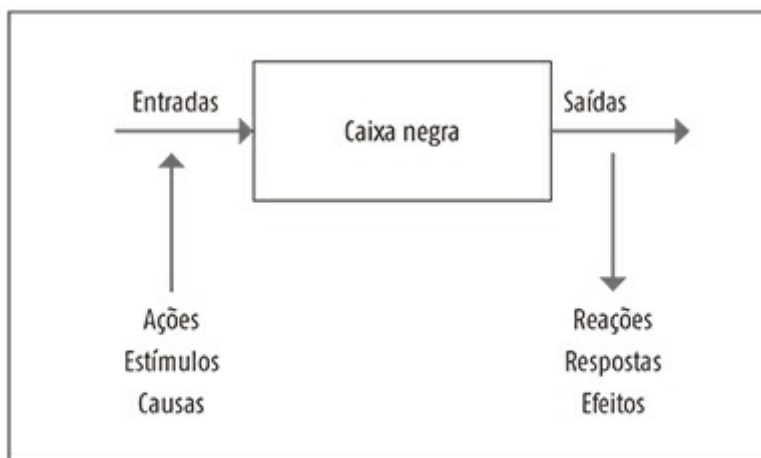 Entradas
Caixa negra
Saídas
Ações
Estímulos
Causas
Reações
Respostas
Efeitos